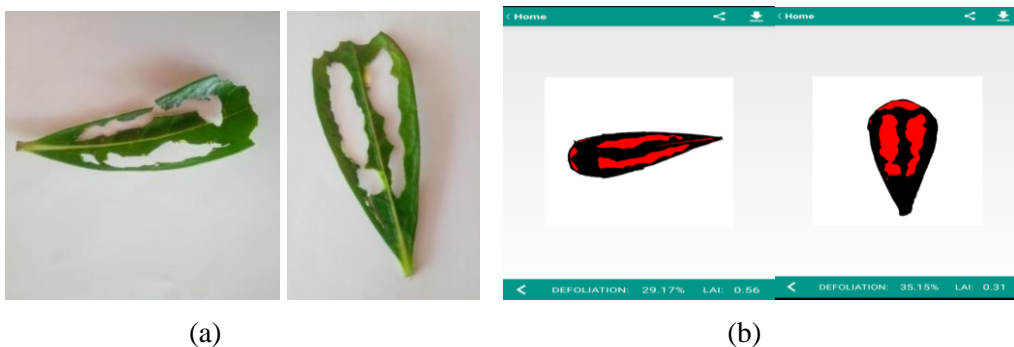 Home
Home
DEFOLIATION: 29.17% LAI: 0.56
DEFOLIATION: 35.15% LAI: 0.31
(a)
(b)